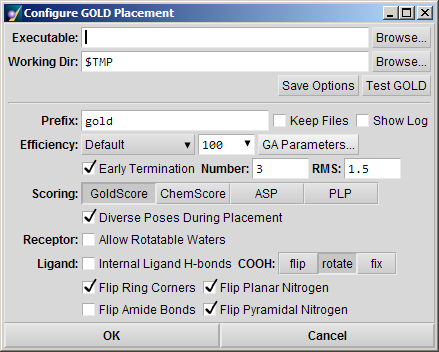 Configure GOLD Placement
Executable: Browse...
Working Dir: $TMP Browse...
Save Options Test GOLD
Prefix: gold Keep Files Show Log
Efficiency: Default 100 GA Parameters...
Early Termination Number: 3 RMS: 1.5
Scoring: GoldScore ChemScore ASP PLP
Diverse Poses During Placement
Receptor: Allow Rotatable Waters
Ligand: Internal Ligand H-bonds COOH: flip rotate fix
Flip Ring Corners Flip Planar Nitrogen
Flip Amide Bonds Flip Pyramidal Nitrogen
OK Cancel